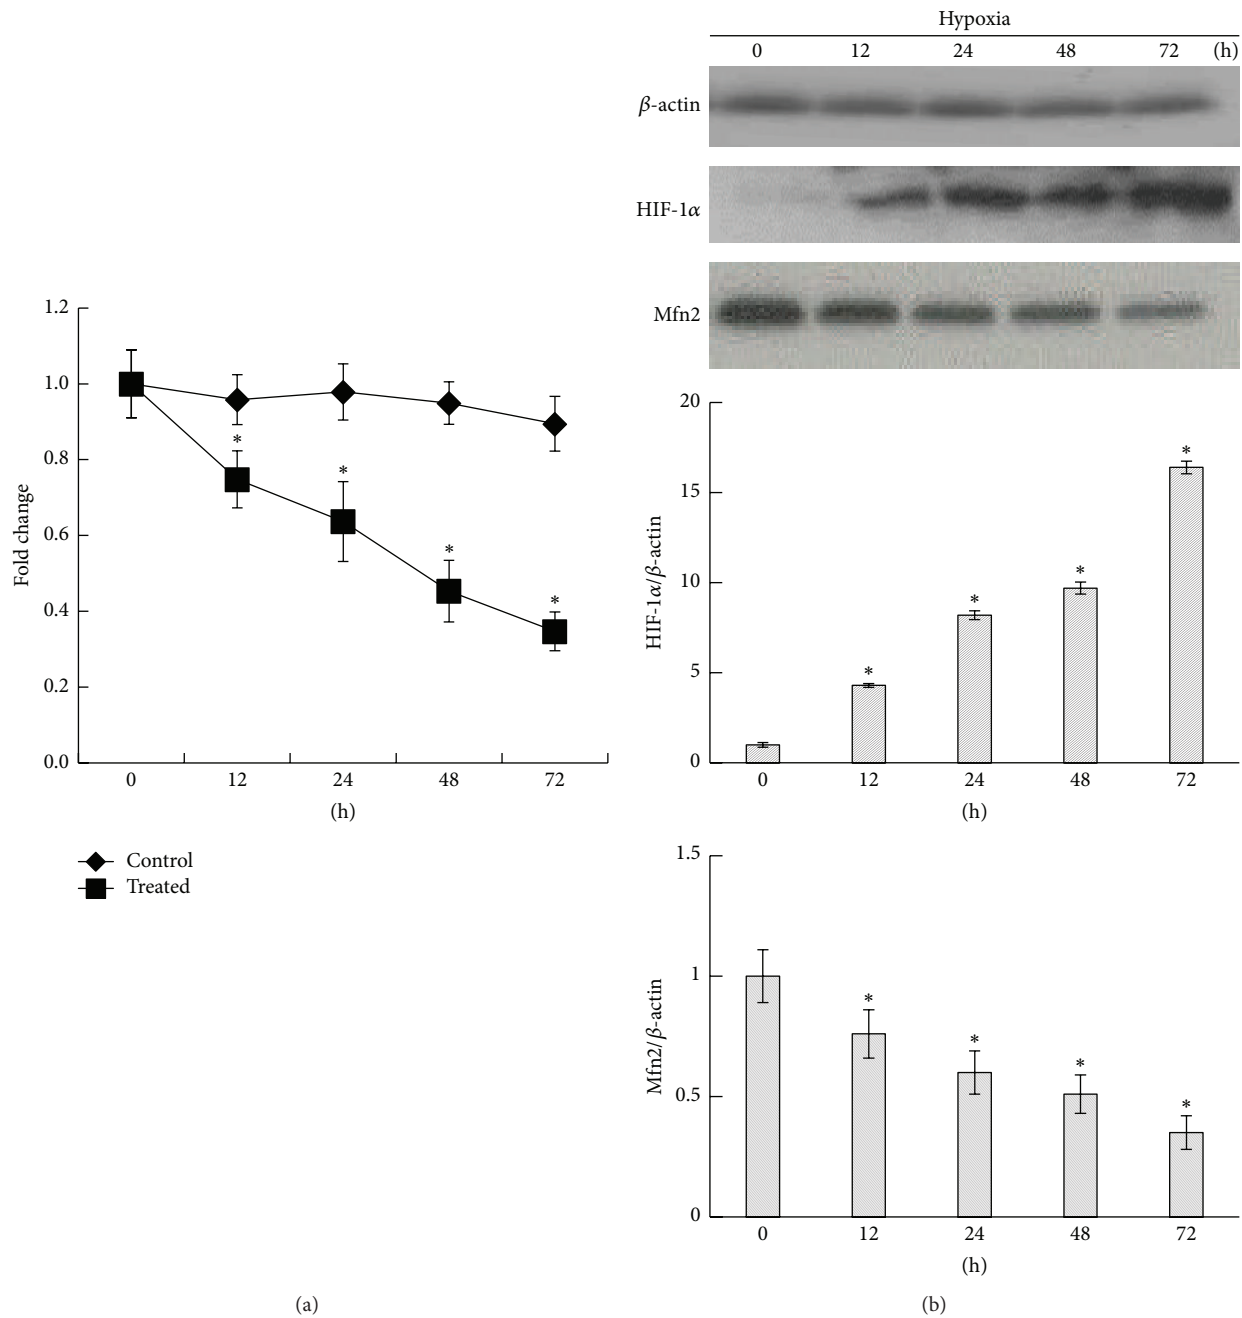 Hypoxia
0 12 24 48 72 (h)
β-actin
HIF-1α
Mfn2
1.2
1.0
0.8
0.6
0.4
0.2
0.0
Fold change
* * * *
0 12 24 48 72
(h)
Control
Treated
20
15
10
5
0
HIF-1α/β-actin
* * * *
0 12 24 48 72
(h)
1.5
1
0.5
0
Mfn2/β-actin
* * * *
0 12 24 48 72
(h)
(a)
(b)